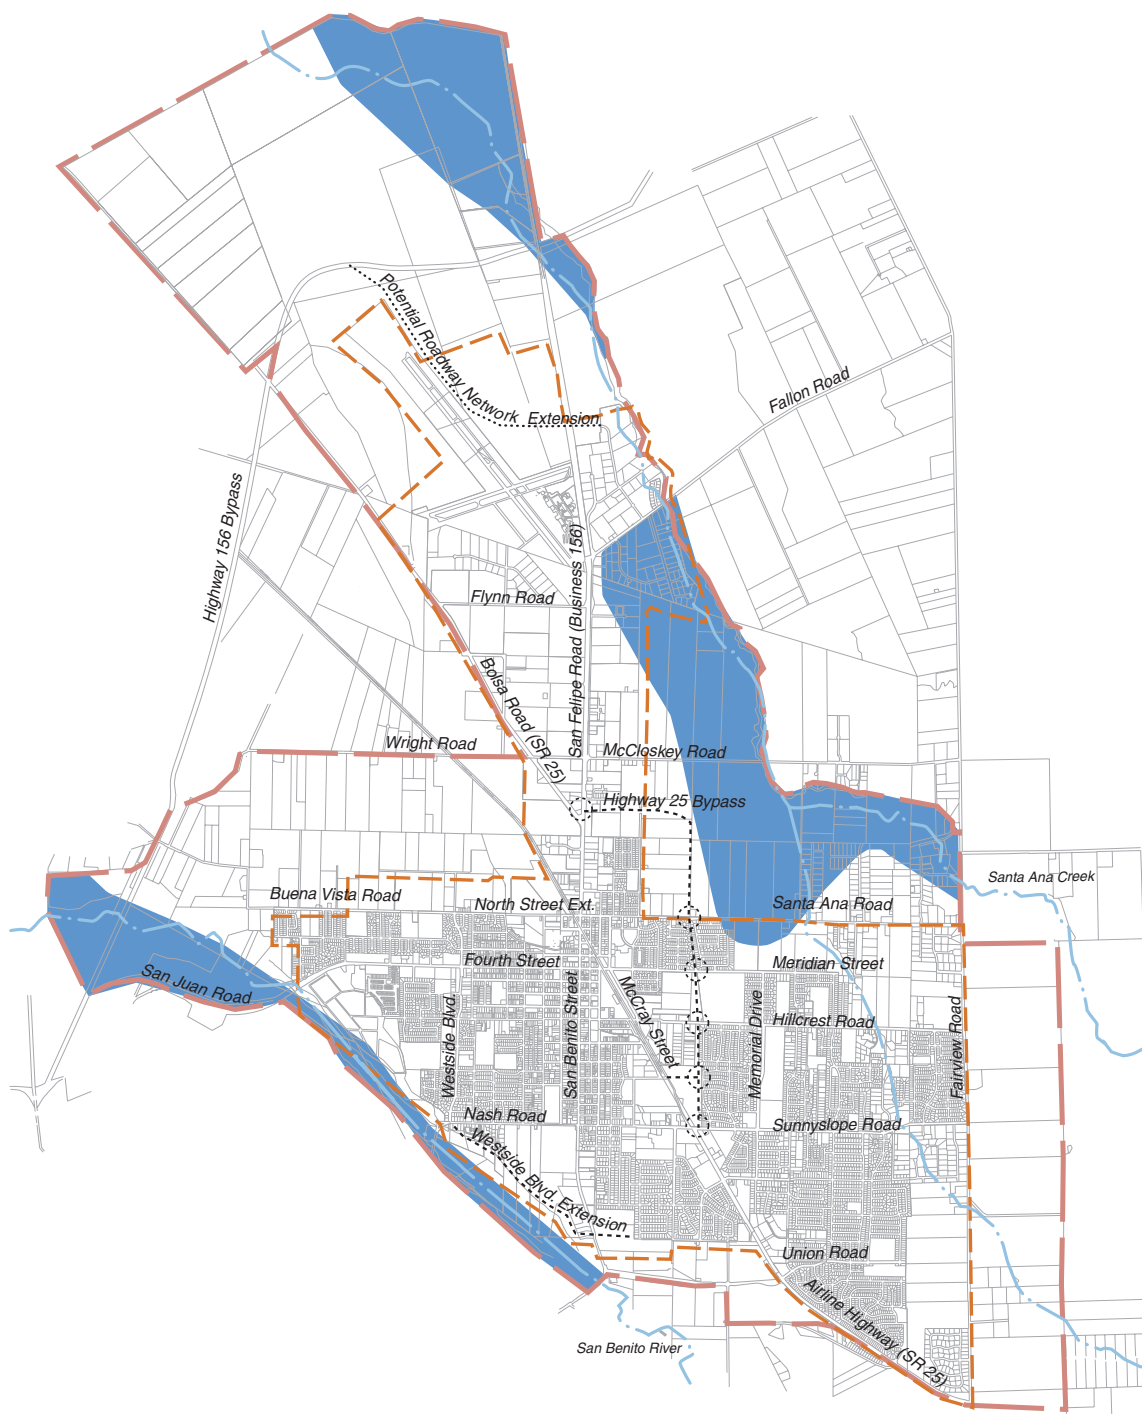 Potential Roadway Network Extension
Fallon Road
Highway 156 Bypass
San Felipe Road (Business 156)
Flynn Road
Bolsa Road (SR 25)
Wright Road
McCloskey Road
Highway 25 Bypass
Santa Ana Creek
Buena Vista Road
North Street Ext.
Santa Ana Road
Fourth Street
Meridian Street
San Juan Road
McCray Street
Hillcrest Road
Westside Blvd.
San Benito Street
Memorial Drive
Fairview Road
Nash Road
Sunnyslope Road
Westside Blvd. Extension
Union Road
Airline Highway (SR 25)
San Benito River